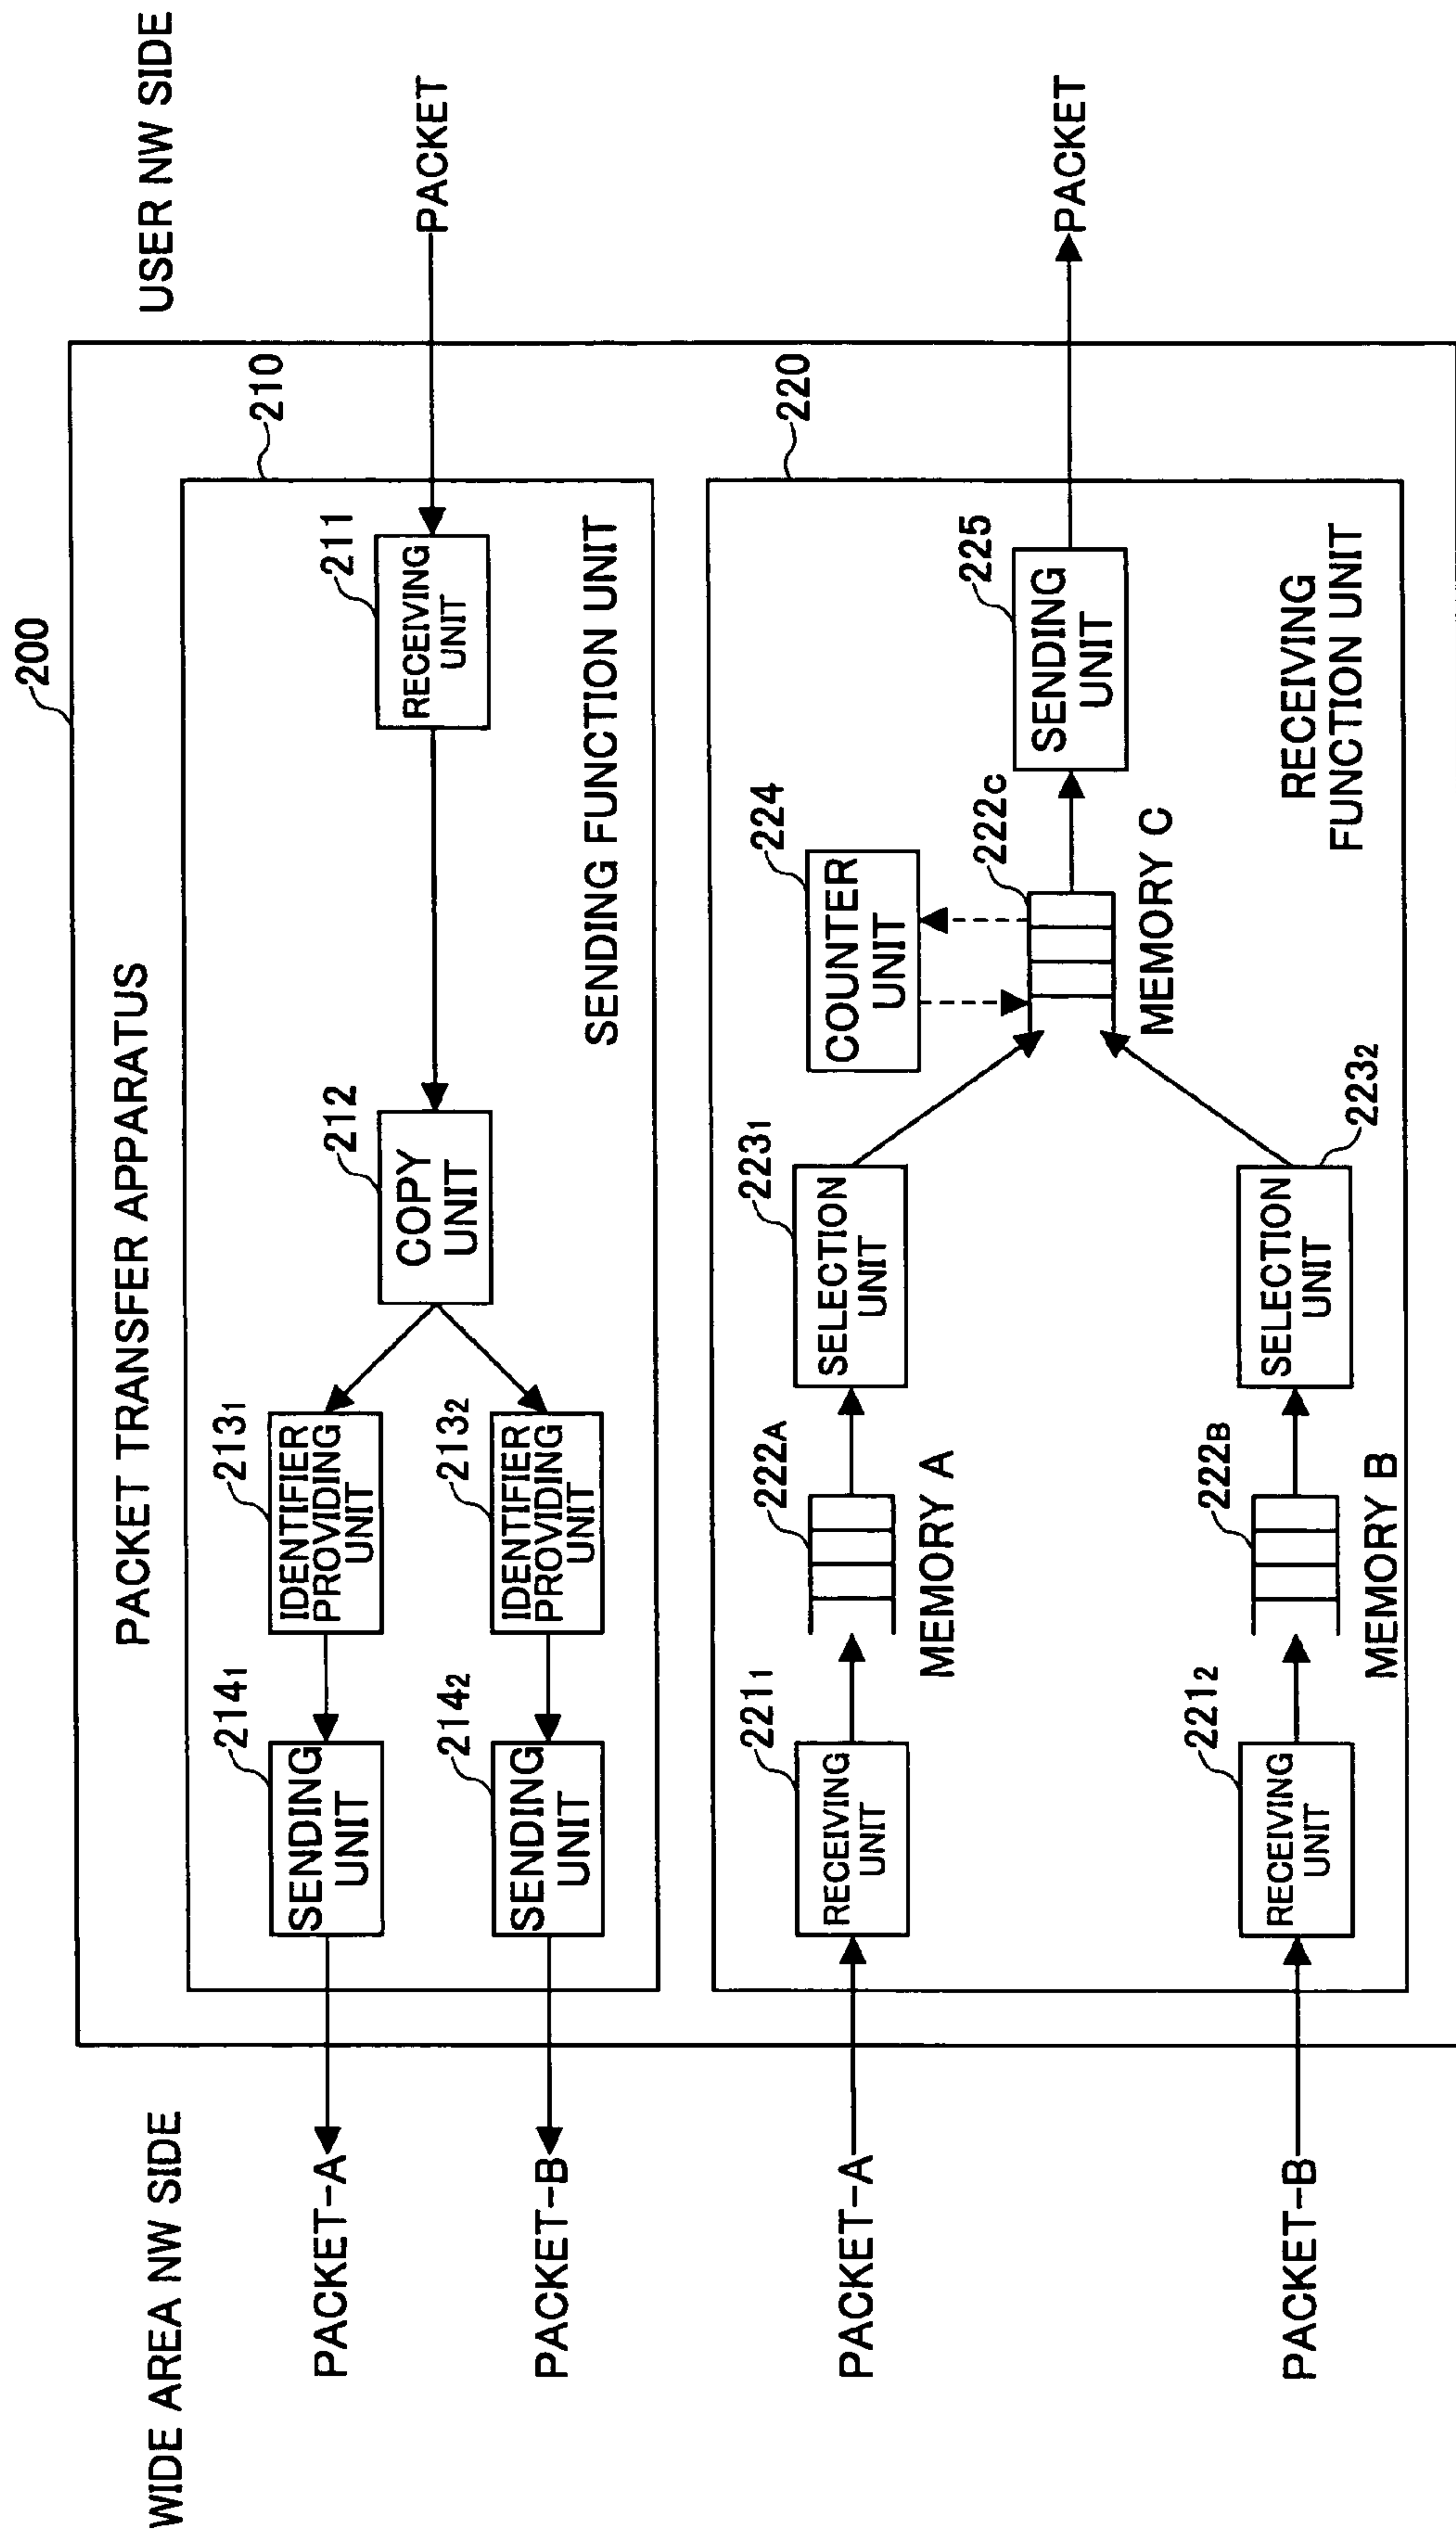 WIDE AREA NW SIDE
USER NW SIDE
200
PACKET TRANSFER APPARATUS
210
PACKET-A
214₁
SENDING
UNIT
213₁
IDENTIFIER
PROVIDING
UNIT
212
COPY
UNIT
211
RECEIVING
UNIT
PACKET
PACKET-B
214₂
SENDING
UNIT
213₂
IDENTIFIER
PROVIDING
UNIT
SENDING FUNCTION UNIT
220
PACKET-A
221₁
RECEIVING
UNIT
222A
MEMORY A
223₁
SELECTION
UNIT
224
COUNTER
UNIT
222C
MEMORY C
225
SENDING
UNIT
PACKET
PACKET-B
221₂
RECEIVING
UNIT
222B
MEMORY B
SELECTION
UNIT
223₂
RECEIVING
FUNCTION UNIT